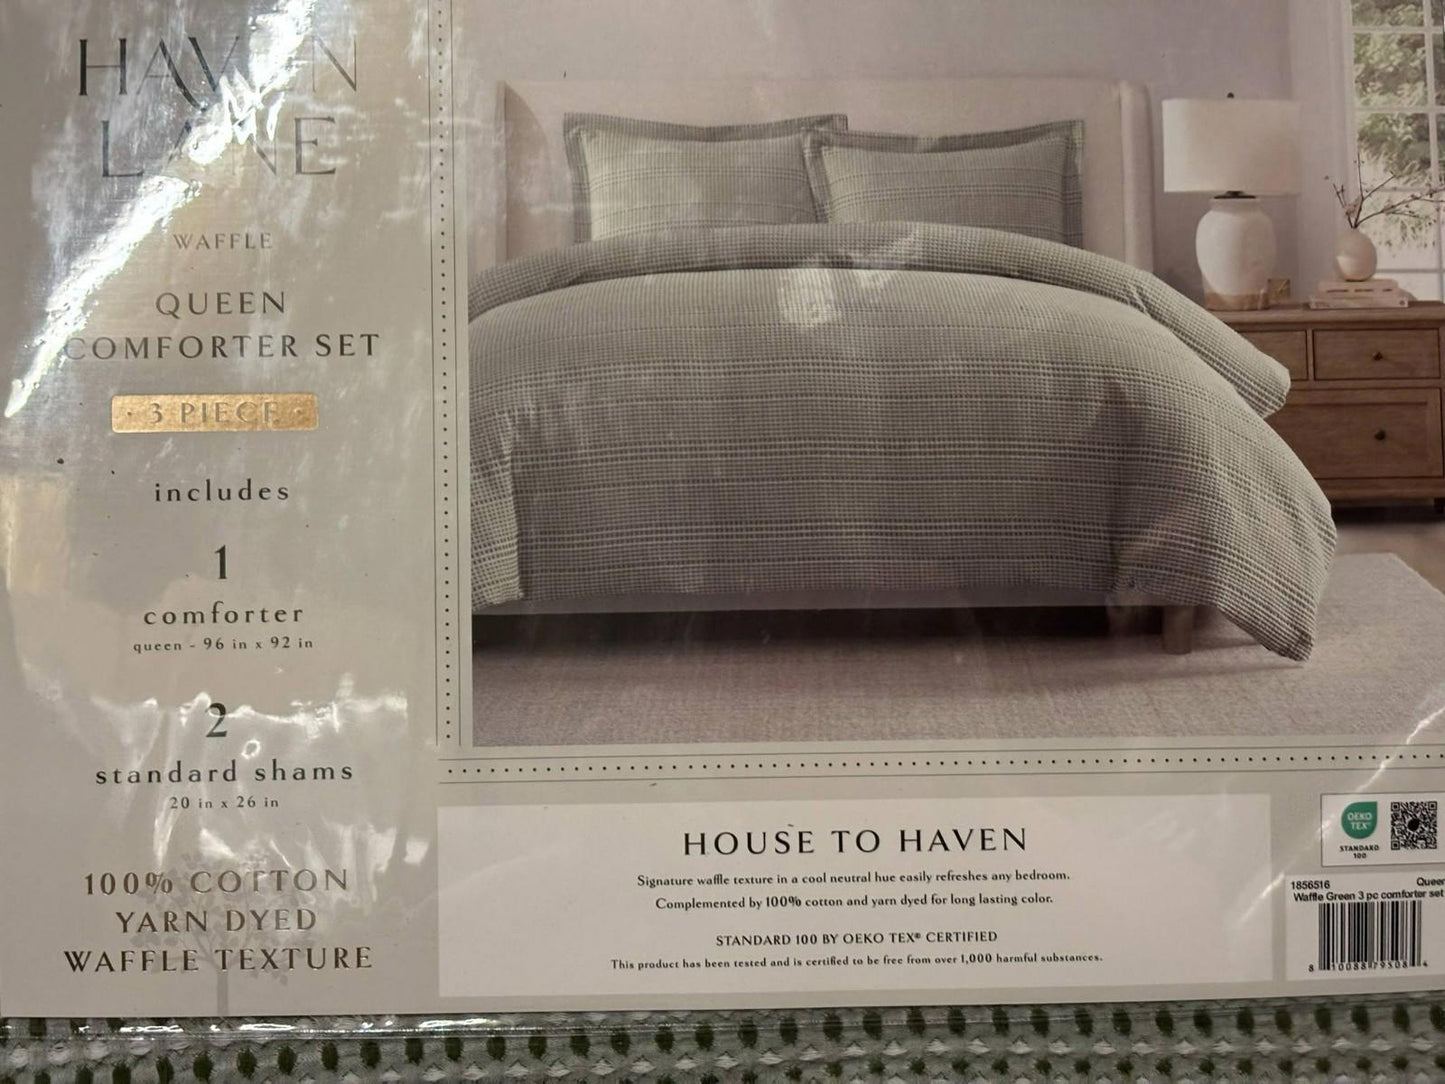 HAVEN
LANE
WAFFLE
QUEEN
COMFORTER SET
· 3 PIECE ·
includes
1
comforter
queen - 96 in x 92 in
2
standard shams
20 in x 26 in
100% COTTON
YARN DYED
WAFFLE TEXTURE
HOUSE TO HAVEN
Signature waffle texture in a cool neutral hue easily refreshes any bedroom.
Complemented by 100% cotton and yarn dyed for long lasting color.
STANDARD 100 BY OEKO TEX® CERTIFIED
This product has been tested and is certified to be free from over 1,000 harmful substances.
OEKO
TEX®
STANDARD
100
1856516 Queen
Waffle Green 3 pc comforter set
8 10088 79508 4